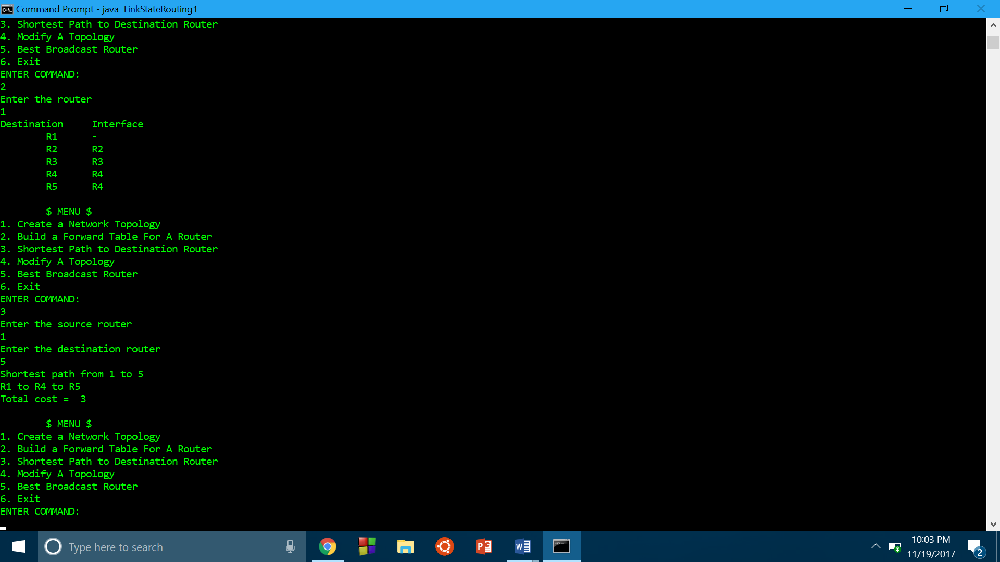 Command Prompt - java  LinkStateRouting1
3. Shortest Path to Destination Router
4. Modify A Topology
5. Best Broadcast Router
6. Exit
ENTER COMMAND:
2
Enter the router
1
Destination     Interface
        R1      -
        R2      R2
        R3      R3
        R4      R4
        R5      R4
        $ MENU $
1. Create a Network Topology
2. Build a Forward Table For A Router
3. Shortest Path to Destination Router
4. Modify A Topology
5. Best Broadcast Router
6. Exit
ENTER COMMAND:
3
Enter the source router
1
Enter the destination router
5
Shortest path from 1 to 5
R1 to R4 to R5
Total cost =  3
        $ MENU $
1. Create a Network Topology
2. Build a Forward Table For A Router
3. Shortest Path to Destination Router
4. Modify A Topology
5. Best Broadcast Router
6. Exit
ENTER COMMAND:
Type here to search
10:03 PM
11/19/2017
2